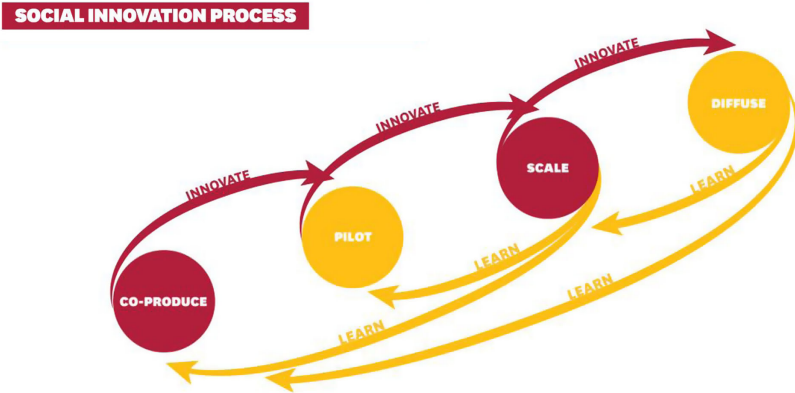 SOCIAL INNOVATION PROCESS
INNOVATE
DIFFUSE
INNOVATE
SCALE
LEARN
INNOVATE
PILOT
LEARN
LEARN
CO-PRODUCE
LEARN